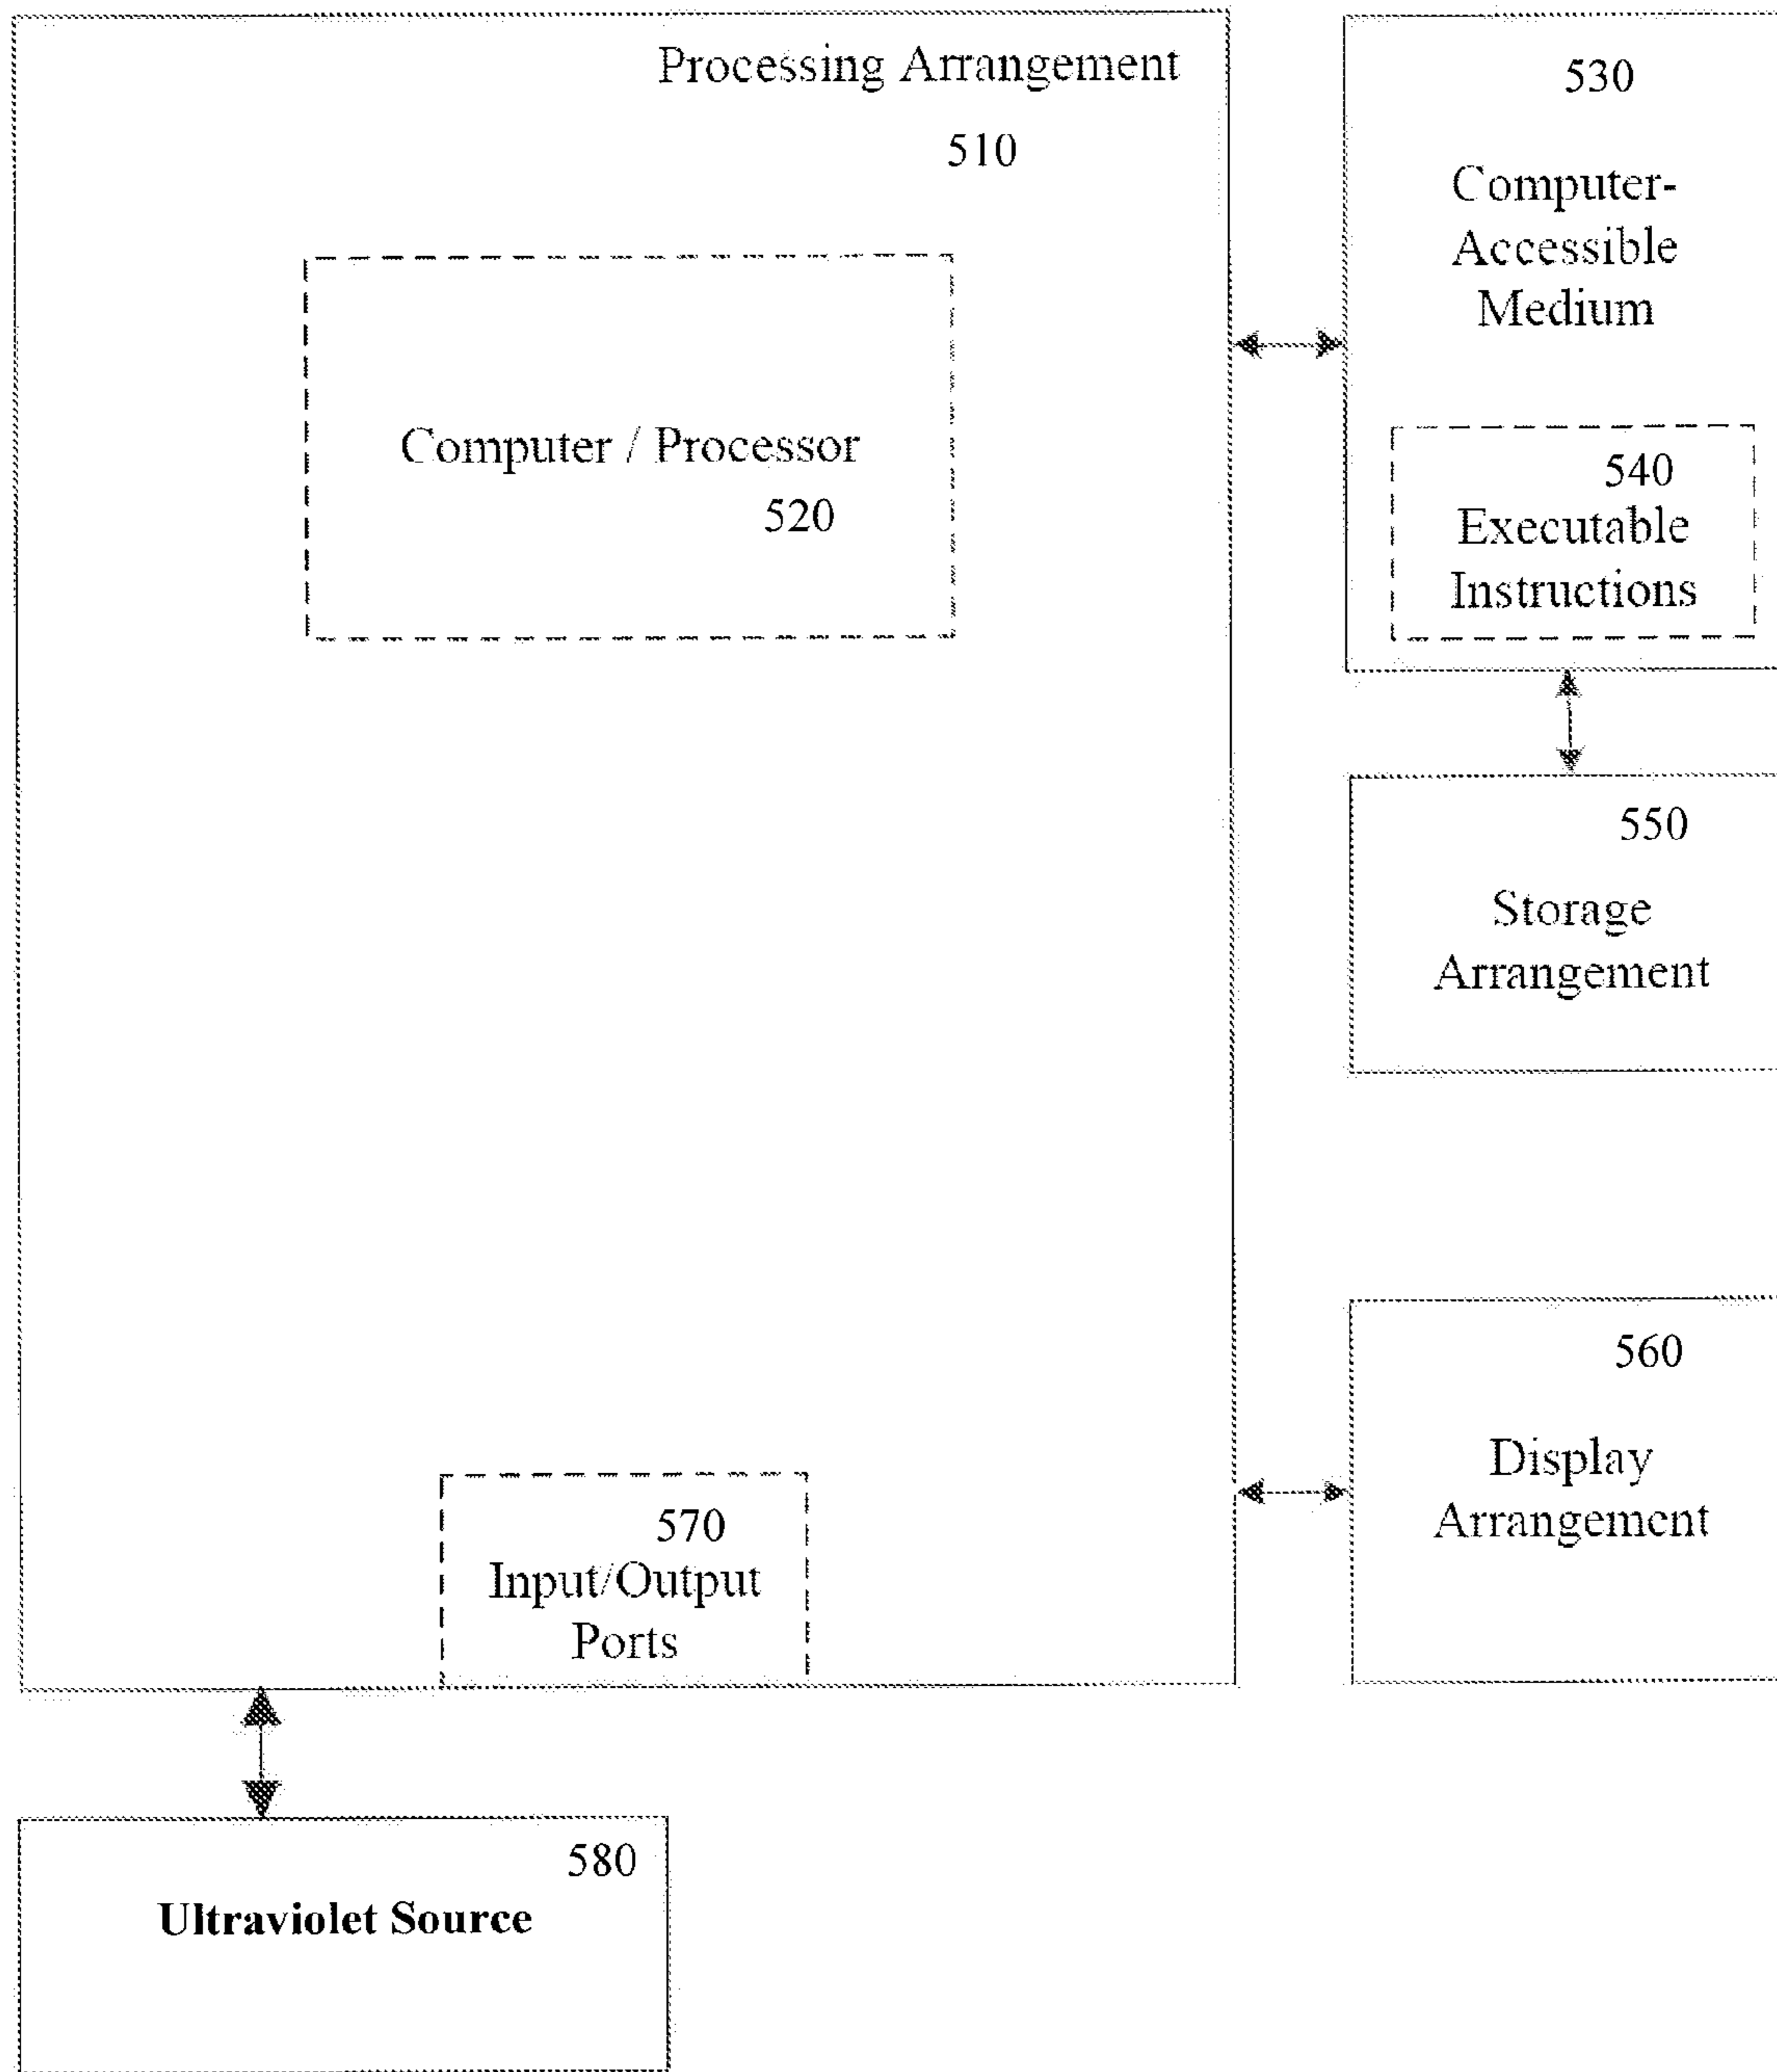 Processing Arrangement
510
Computer / Processor
520
530
Computer-
Accessible
Medium
540
Executable
Instructions
550
Storage
Arrangement
560
Display
Arrangement
570
Input/Output
Ports
580
Ultraviolet Source